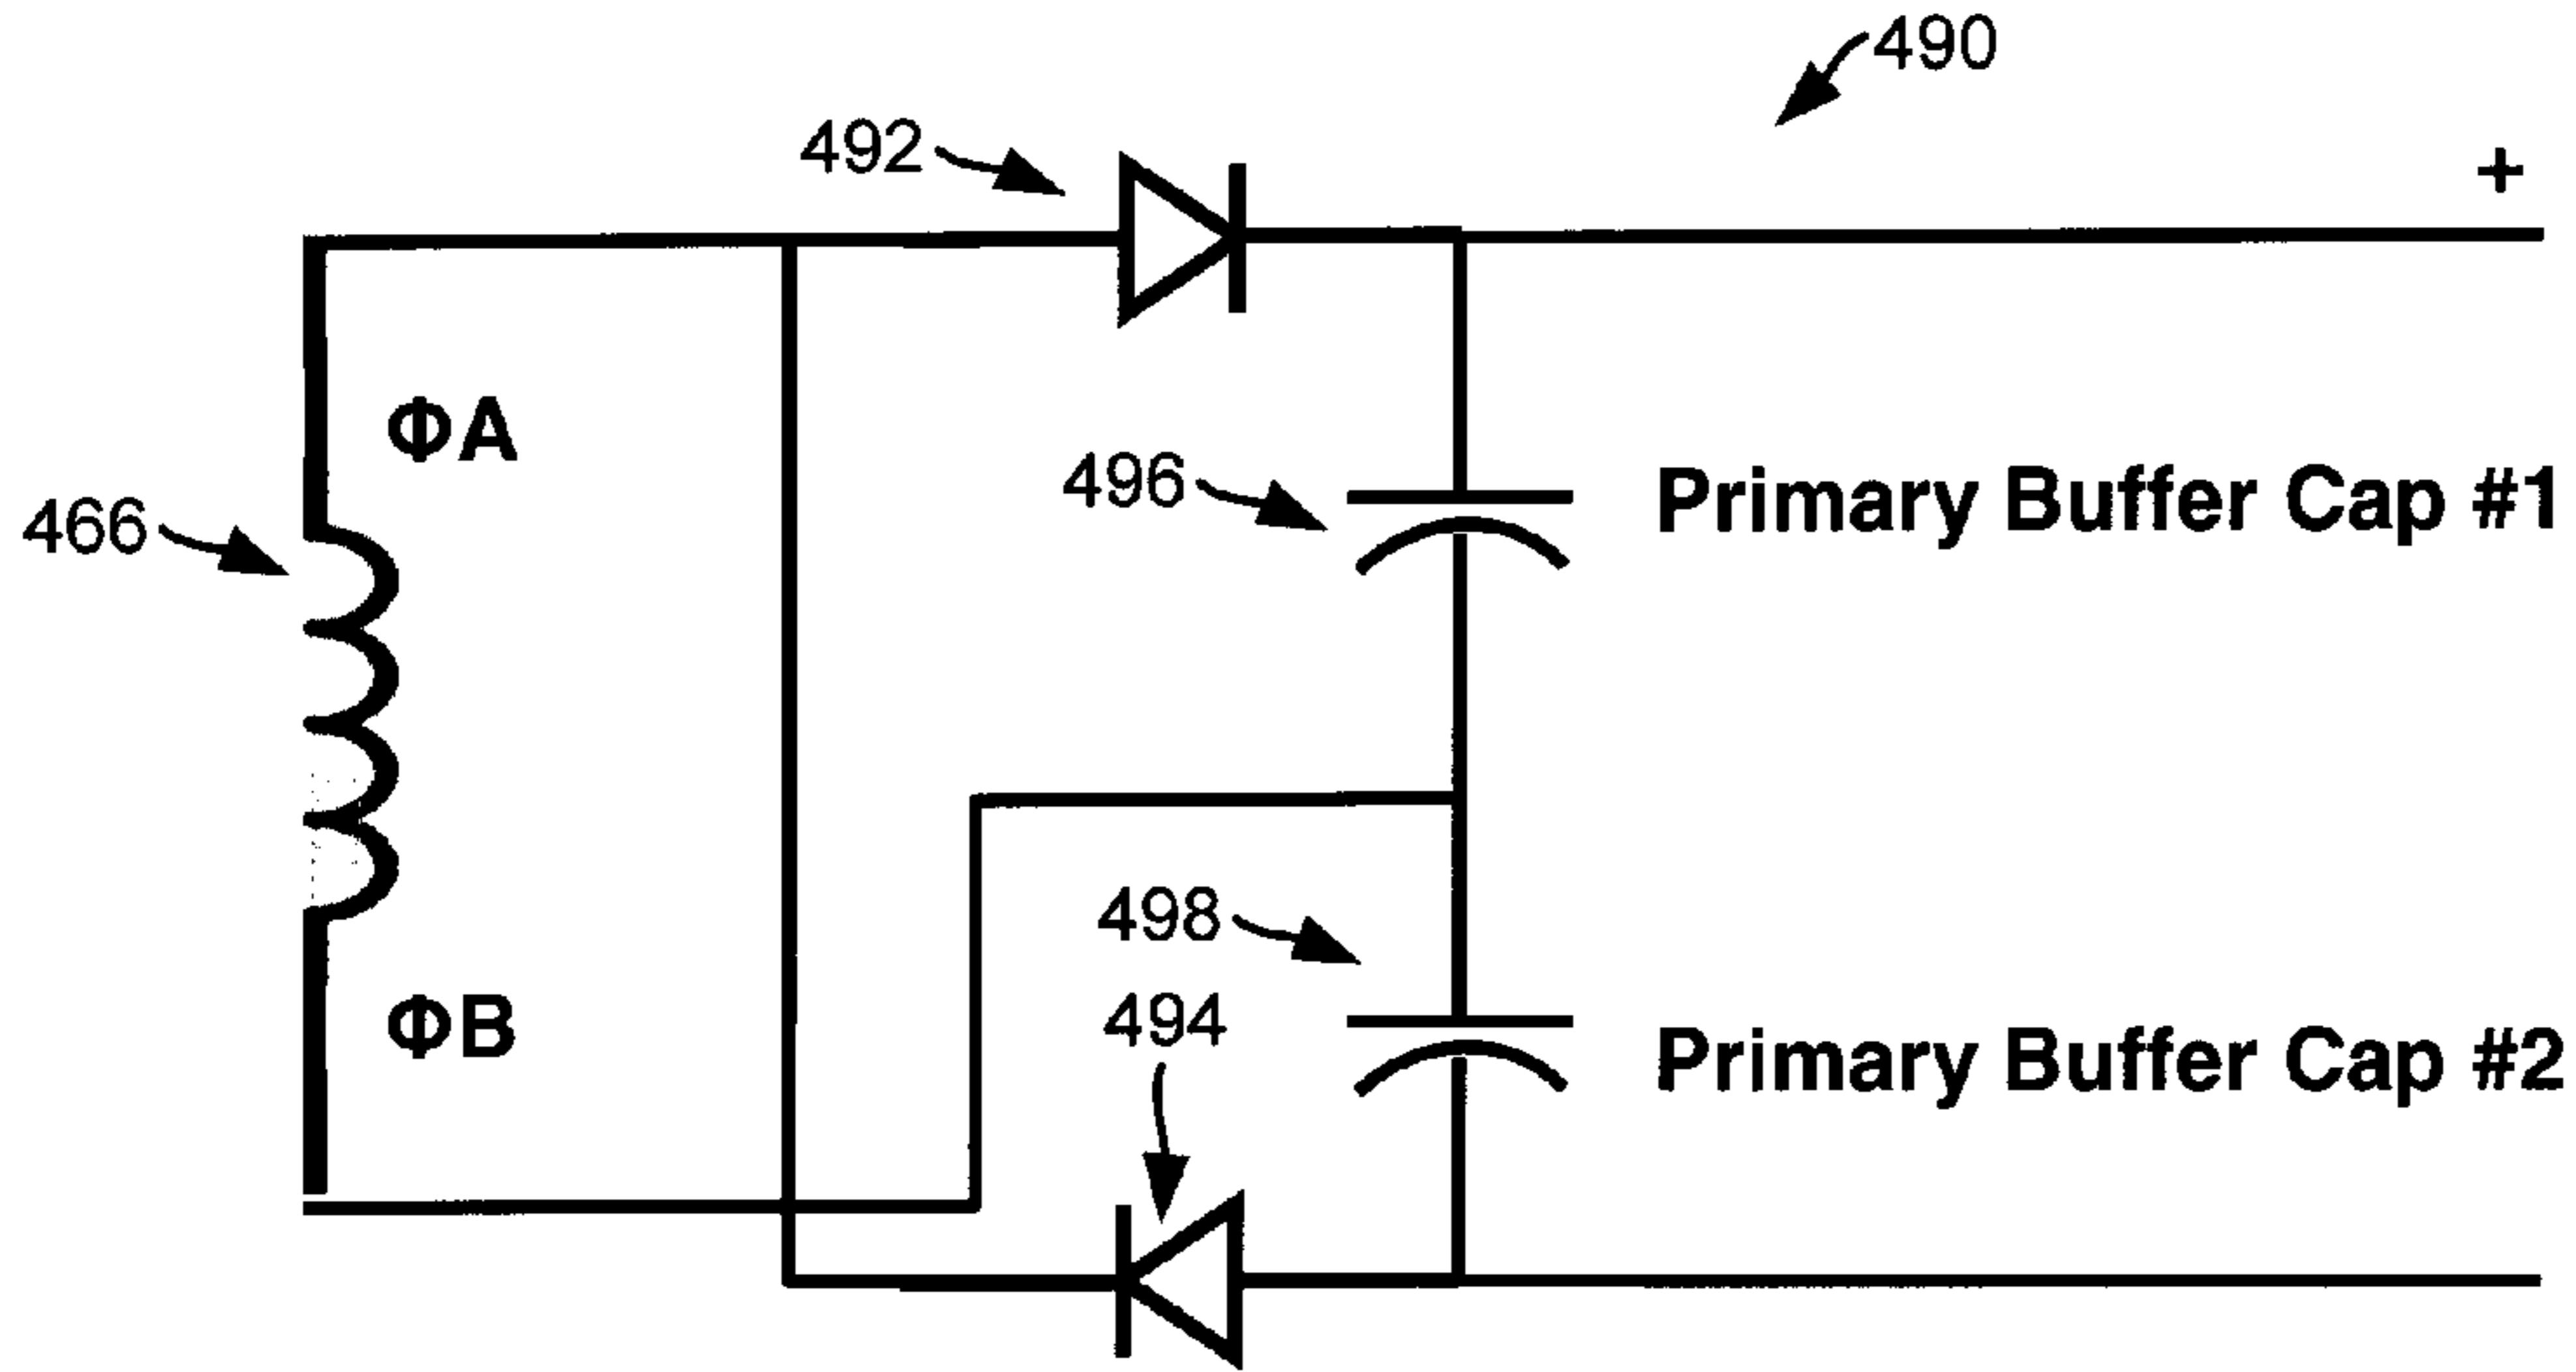 490
492
+
ΦA
496
Primary Buffer Cap #1
466
498
ΦB
494
Primary Buffer Cap #2